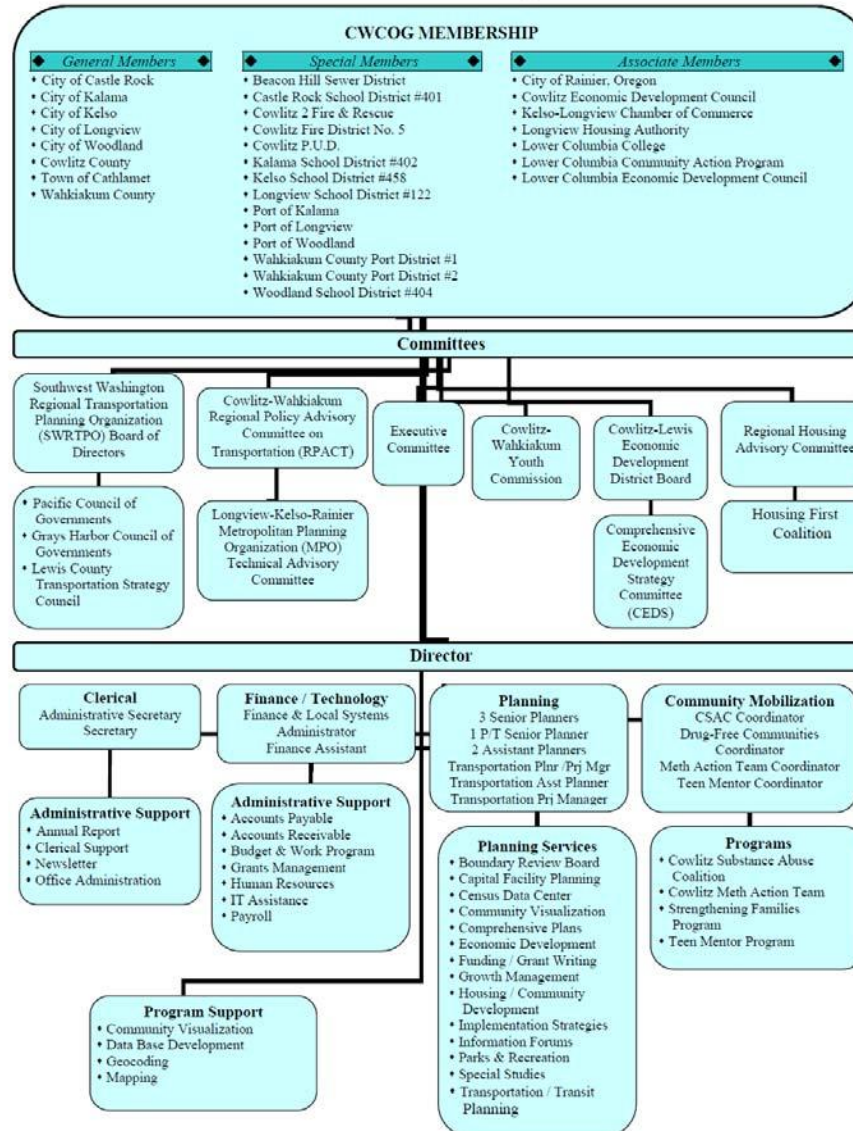 CWCOG MEMBERSHIP
General Members
City of Castle Rock
City of Kalama
City of Kelso
City of Longview
City of Woodland
Cowlitz County
Town of Cathlamet
Wahkiakum County
Special Members
Beacon Hill Sewer District
Castle Rock School District #401
Cowlitz 2 Fire & Rescue
Cowlitz Fire District No. 5
Cowlitz P.U.D.
Kalama School District #402
Kelso School District #458
Longview School District #122
Port of Kalama
Port of Longview
Port of Woodland
Wahkiakum County Port District #1
Wahkiakum County Port District #2
Woodland School District #404
Associate Members
City of Rainier, Oregon
Cowlitz Economic Development Council
Kelso-Longview Chamber of Commerce
Longview Housing Authority
Lower Columbia College
Lower Columbia Community Action Program
Lower Columbia Economic Development Council
Committees
Southwest Washington
Regional Transportation
Planning Organization
(SWRTPO) Board of
Directors
Pacific Council of
Governments
Grays Harbor Council of
Governments
Lewis County
Transportation Strategy
Council
Cowlitz-Wahkiakum
Regional Policy Advisory
Committee on
Transportation (RPACT)
Longview-Kelso-Rainier
Metropolitan Planning
Organization (MPO)
Technical Advisory
Committee
Executive
Committee
Cowlitz-
Wahkiakum
Youth
Commission
Cowlitz-Lewis
Economic
Development
District Board
Comprehensive
Economic
Development
Strategy
Committee
(CEDS)
Regional Housing
Advisory Committee
Housing First
Coalition
Director
Clerical
Administrative Secretary
Secretary
Administrative Support
Annual Report
Clerical Support
Newsletter
Office Administration
Finance / Technology
Finance & Local Systems
Administrator
Finance Assistant
Administrative Support
Accounts Payable
Accounts Receivable
Budget & Work Program
Grants Management
Human Resources
IT Assistance
Payroll
Planning
3 Senior Planners
1 P/T Senior Planner
2 Assistant Planners
Transportation Plnr /Prj Mgr
Transportation Asst Planner
Transportation Prj Manager
Planning Services
Boundary Review Board
Capital Facility Planning
Census Data Center
Community Visualization
Comprehensive Plans
Economic Development
Funding / Grant Writing
Growth Management
Housing / Community
Development
Implementation Strategies
Information Forums
Parks & Recreation
Special Studies
Transportation / Transit
Planning
Community Mobilization
CSAC Coordinator
Drug-Free Communities
Coordinator
Meth Action Team Coordinator
Teen Mentor Coordinator
Programs
Cowlitz Substance Abuse
Coalition
Cowlitz Meth Action Team
Strengthening Families
Program
Teen Mentor Program
Program Support
Community Visualization
Data Base Development
Geocoding
Mapping